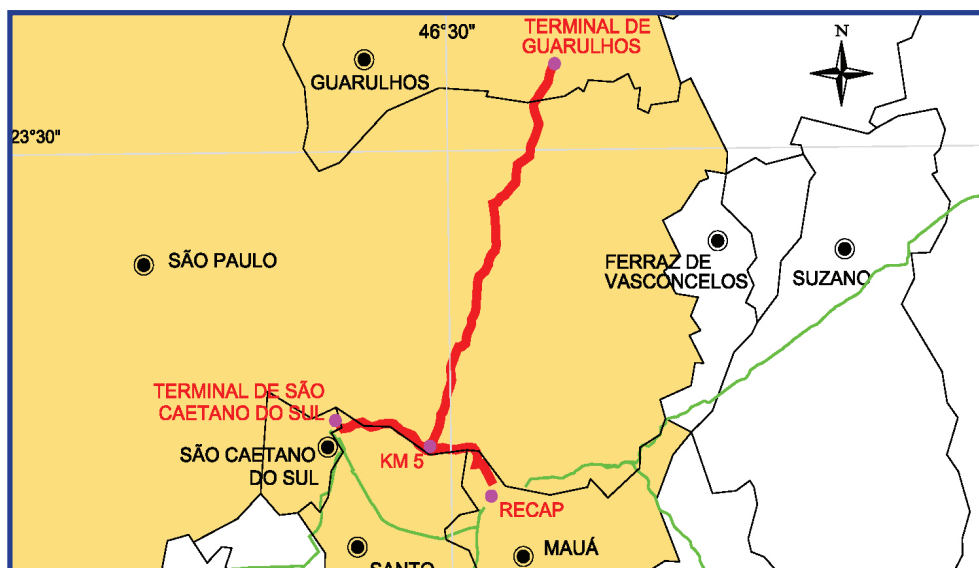 46°30"
TERMINAL DE
GUARULHOS
N
GUARULHOS
23°30"
SÃO PAULO
FERRAZ DE
VASCONCELOS
SUZANO
TERMINAL DE SÃO
CAETANO DO SUL
SÃO CAETANO
DO SUL
KM 5
RECAP
MAUÁ
SANTO